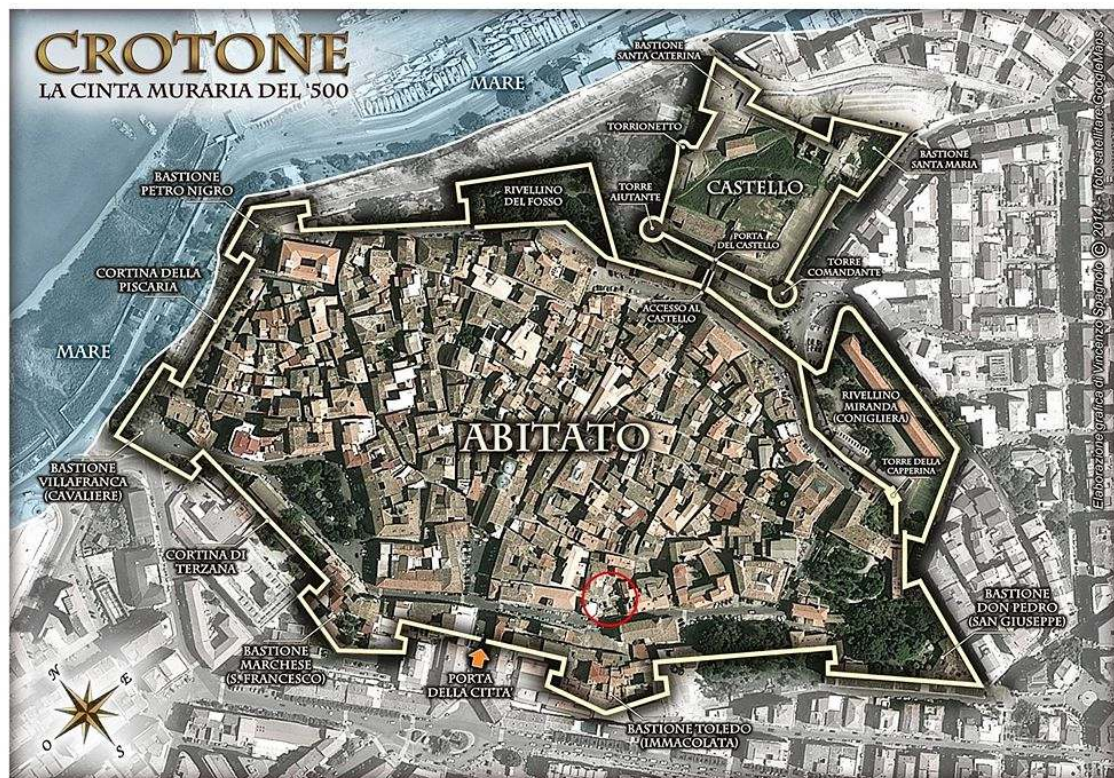 CROTONE
LA CINTA MURARIA DEL '500
MARE
BASTIONE
SANTA CATERINA
TORRIONETTO
BASTIONE
SANTA MARIA
CASTELLO
BASTIONE
PETRO NIGRO
RIVELLINO
DEL FOSSO
TORRE
AIUTANTE
PORTA
DEL CASTELLO
TORRE
COMANDANTE
CORTINA DELLA
PISCARIA
ACCESSO AL
CASTELLO
MARE
RIVELLINO
MIRANDA
(CONIGLIERA)
ABITATO
TORRE DELLA
CAPPERINA
BASTIONE
VILLAFRANCA
(CAVALIERE)
CORTINA DI
TERZANA
BASTIONE
DON PEDRO
(SAN GIUSEPPE)
BASTIONE
MARCHESE
(S. FRANCESCO)
PORTA
DELLA CITTA'
BASTIONE TOLEDO
(IMMACOLATA)
N
E
O
S
Elaborazione grafica di Vincenzo Spagnolo © 2014 - foto satellitare GoogleMaps